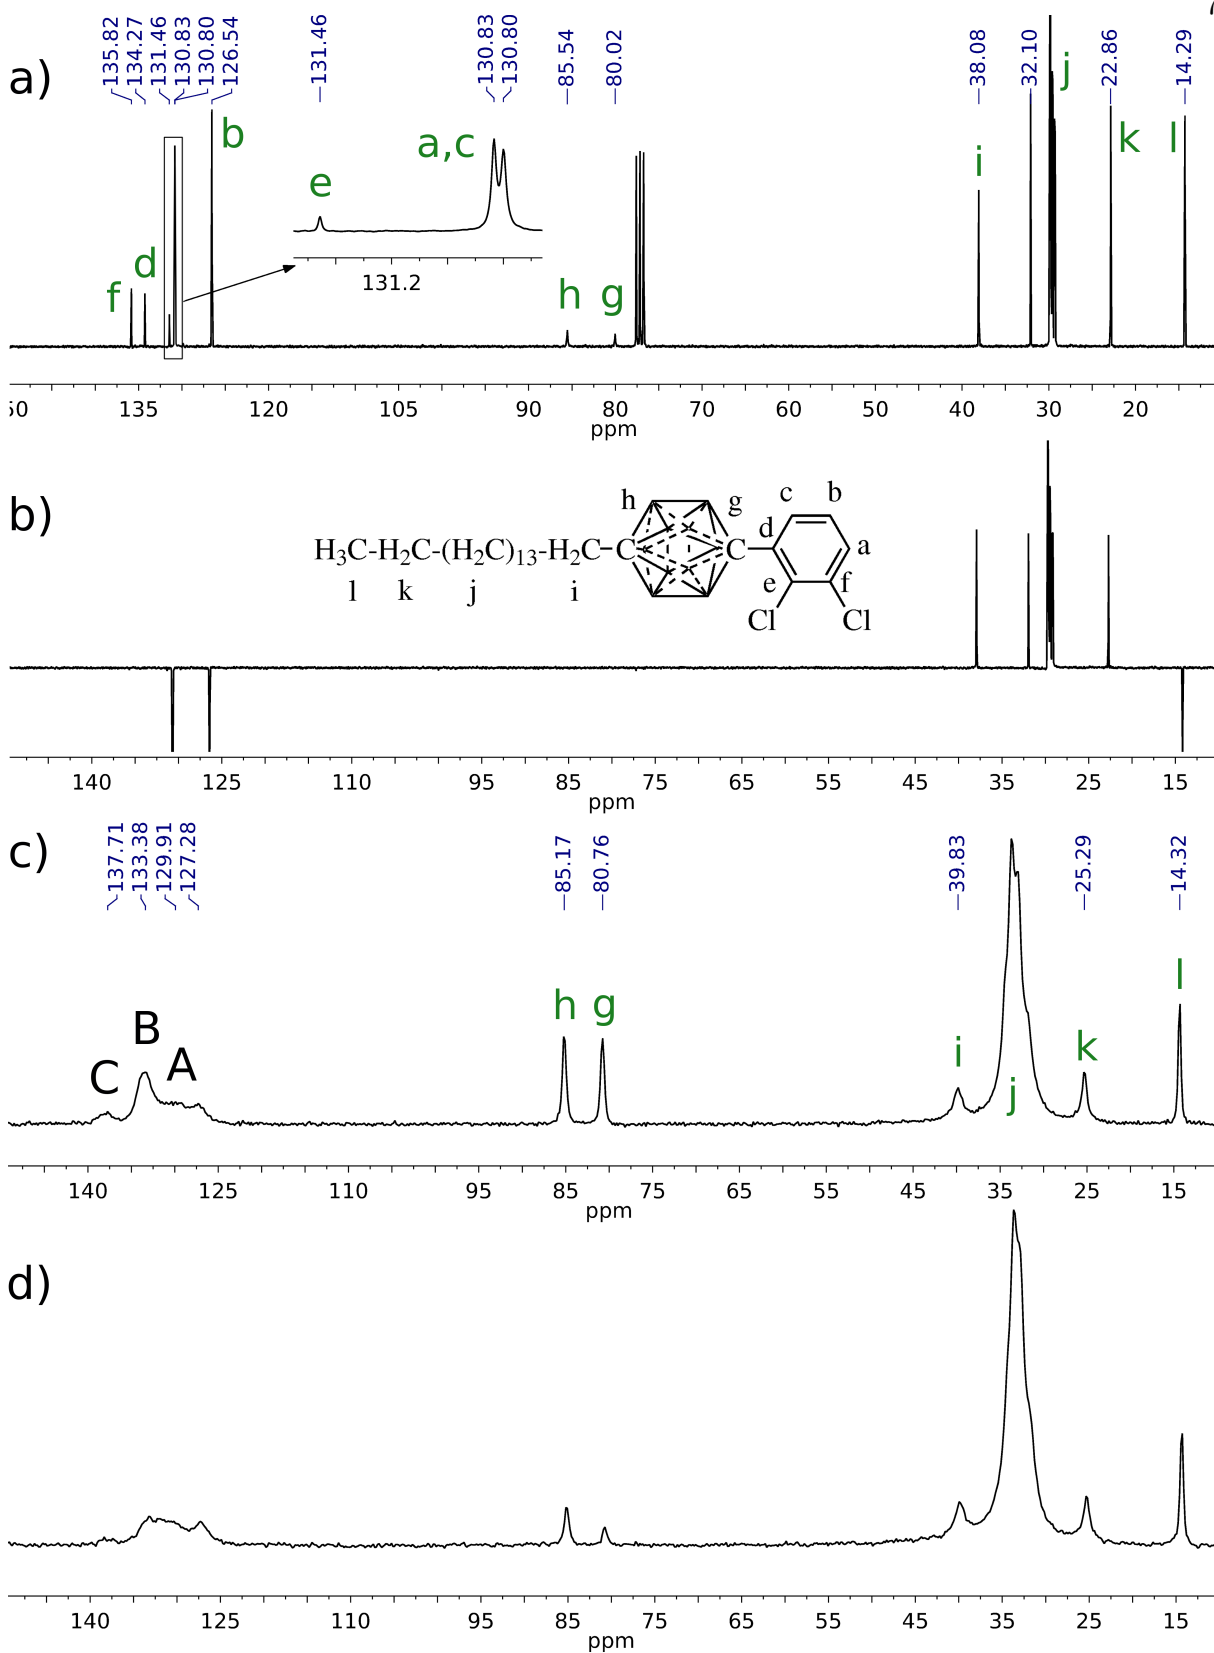 135.82
134.27
131.46
130.83
130.80
126.54
131.46
130.83
130.80
85.54
80.02
38.08
32.10
22.86
14.29
a)
b
a,c
e
d
f
h
g
i
j
k
l
131.2
135 120 105 90 80 70 60 50 40 30 20
ppm
b)
h g c b
d a
H3C-H2C-(H2C)13-H2C-C C
l k j i
e f
Cl Cl
140 125 110 95 85 75 65 55 45 35 25 15
ppm
c)
137.71
133.38
129.91
127.28
85.17
80.76
39.83
25.29
14.32
C B A
h g
i j k l
140 125 110 95 85 75 65 55 45 35 25 15
ppm
d)
140 125 110 95 85 75 65 55 45 35 25 15
ppm